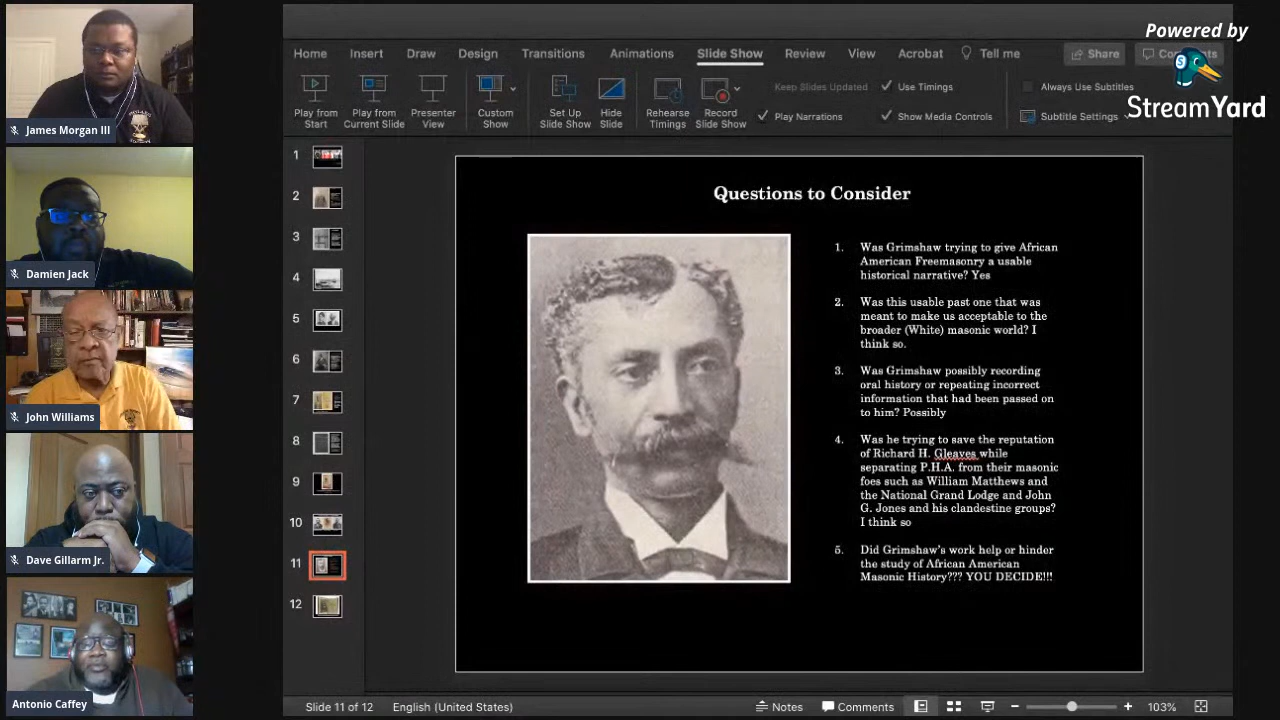 James Morgan III
Damien Jack
John Williams
Dave Gillarm Jr.
Antonio Caffey
Powered by
StreamYard
Home Insert Draw Design Transitions Animations Slide Show Review View Acrobat Tell me Share
Play from Start
Play from Current Slide
Presenter View
Custom Show
Set Up Slide Show
Hide Slide
Rehearse Timings
Record Slide Show
Keep Slides Updated
Play Narrations
Use Timings
Show Media Controls
Always Use Subtitles
Subtitle Settings
1
2
3
4
5
6
7
8
9
10
11
12
Questions to Consider
1. Was Grimshaw trying to give African
American Freemasonry a usable
historical narrative? Yes
2. Was this usable past one that was
meant to make us acceptable to the
broader (White) masonic world? I
think so.
3. Was Grimshaw possibly recording
oral history or repeating incorrect
information that had been passed on
to him? Possibly
4. Was he trying to save the reputation
of Richard H. Gleaves while
separating P.H.A. from their masonic
foes such as William Matthews and
the National Grand Lodge and John
G. Jones and his clandestine groups?
I think so
5. Did Grimshaw's work help or hinder
the study of African American
Masonic History??? YOU DECIDE!!!
Slide 11 of 12 English (United States) Notes Comments 103%